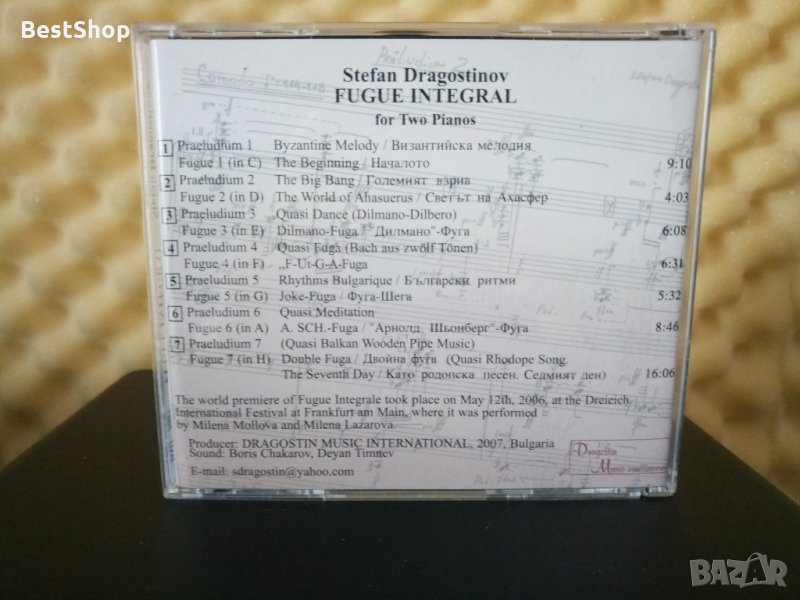 BestShop
Präludium 2
Stefan Dragostinov
FUGUE INTEGRAL
for Two Pianos
1 Praeludium 1 Byzantine Melody / Византийска мелодия
Fugue 1 (in C) The Beginning / Началото 9:10
2 Praeludium 2 The Big Bang / Големият взрив
Fugue 2 (in D) The World of Ahasuerus / Светът на Ахасфер 4:03
3 Praeludium 3 Quasi Dance (Dilmano-Dilbero)
Fugue 3 (in E) Dilmano-Fuga / "Дилмано"-Фуга 6:08
4 Praeludium 4 Quasi Fuga (Bach aus zwölf Tönen)
Fugue 4 (in F) „F-Ut-G-A-Fuga 6:31
5 Praeludium 5 Rhythms Bulgarique / Български ритми
Fugue 5 (in G) Joke-Fuga / Фуга-Шега 5:32
6 Praeludium 6 Quasi Meditation
Fugue 6 (in A) A. SCH.-Fuga / "Арнолд Шьонберг"-Фуга 8:46
7 Praeludium 7 (Quasi Balkan Wooden Pipe Music)
Fugue 7 (in H) Double Fuga / Двойна фуга (Quasi Rhodope Song.
The Seventh Day / Като родопска песен. Седмият ден) 16:06
The world premiere of Fugue Integrale took place on May 12th, 2006, at the Dreieich
International Festival at Frankfurt am Main, where it was performed
by Milena Mollova and Milena Lazarova.
Producer: DRAGOSTIN MUSIC INTERNATIONAL, 2007, Bulgaria
Sound: Boris Chakarov, Deyan Timnev
E-mail: sdragostin@yahoo.com
Dragostin
Music International
BAZAR